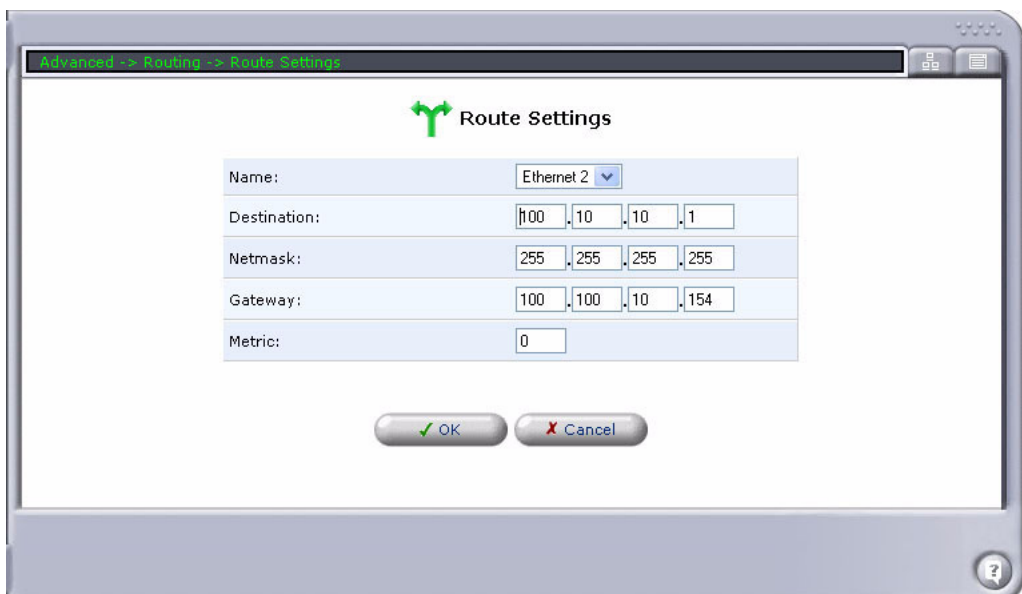 Advanced -> Routing -> Route Settings
Route Settings
Name: Ethernet 2
Destination: 100 . 10 . 10 . 1
Netmask: 255 . 255 . 255 . 255
Gateway: 100 . 100 . 10 . 154
Metric: 0
OK Cancel
?